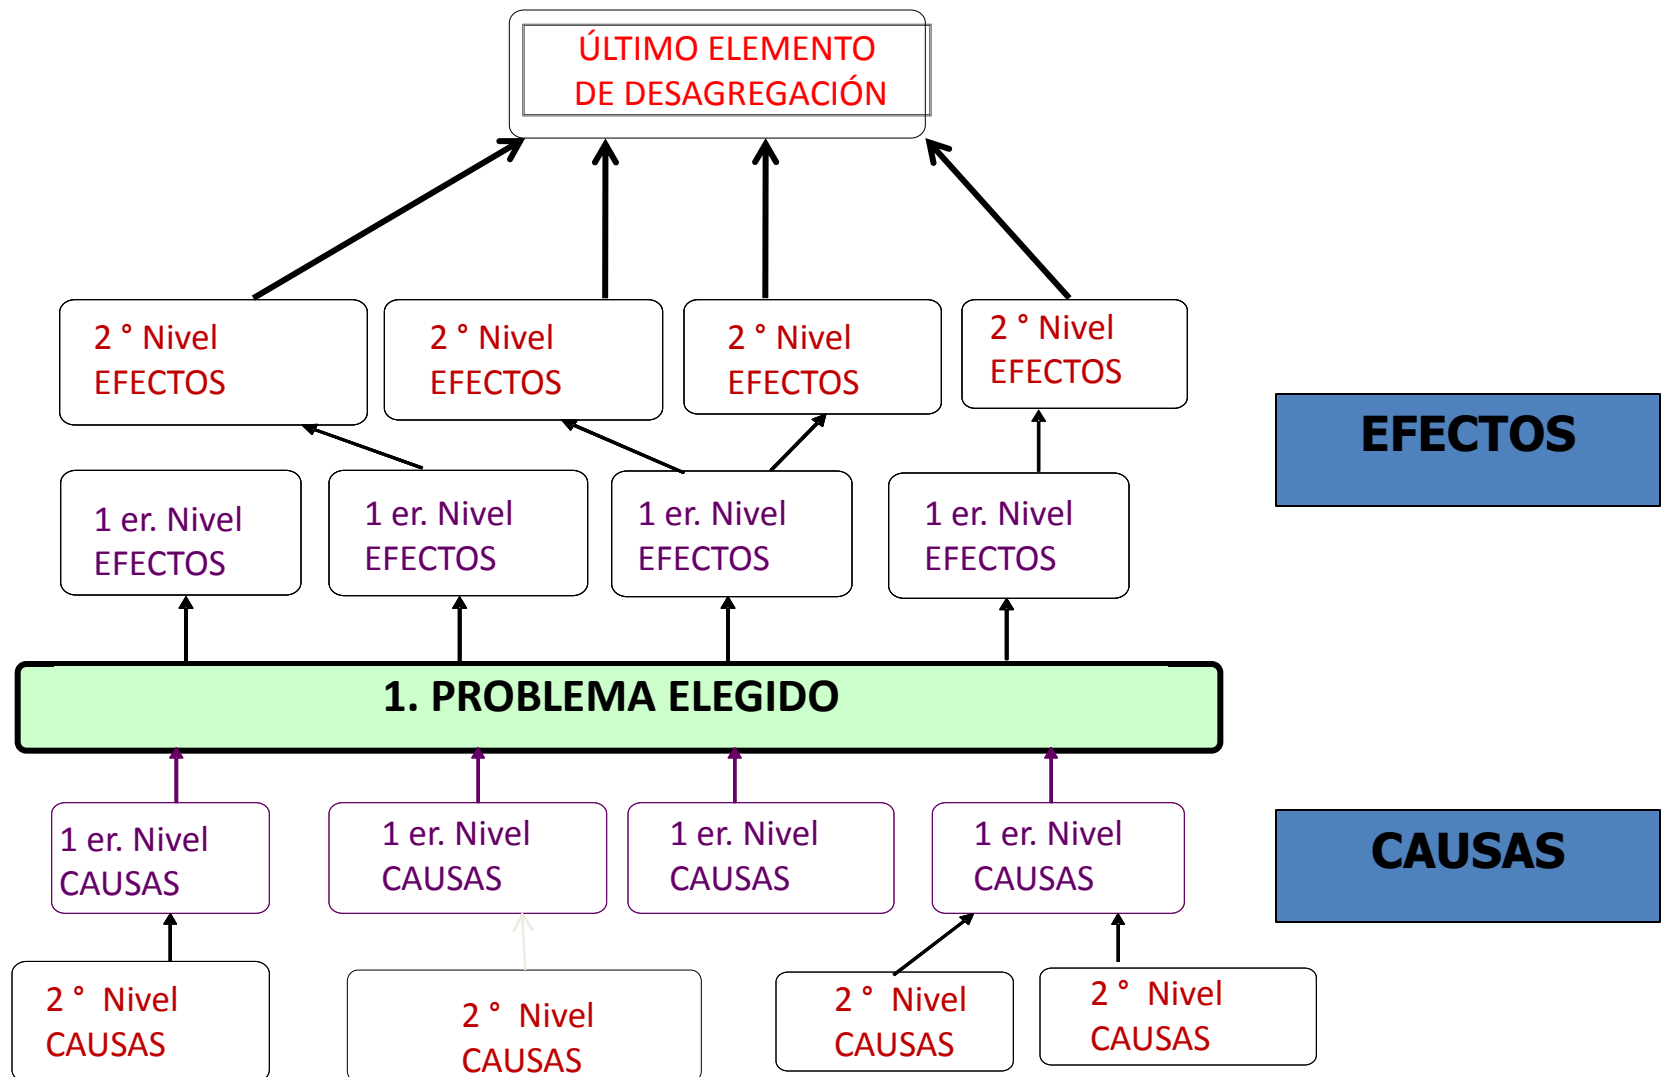 ÚLTIMO ELEMENTO
DE DESAGREGACIÓN
2 ° Nivel
EFECTOS
2 ° Nivel
EFECTOS
2 ° Nivel
EFECTOS
2 ° Nivel
EFECTOS
EFECTOS
1 er. Nivel
EFECTOS
1 er. Nivel
EFECTOS
1 er. Nivel
EFECTOS
1 er. Nivel
EFECTOS
1. PROBLEMA ELEGIDO
1 er. Nivel
CAUSAS
1 er. Nivel
CAUSAS
1 er. Nivel
CAUSAS
1 er. Nivel
CAUSAS
CAUSAS
2 ° Nivel
CAUSAS
2 ° Nivel
CAUSAS
2 ° Nivel
CAUSAS
2 ° Nivel
CAUSAS